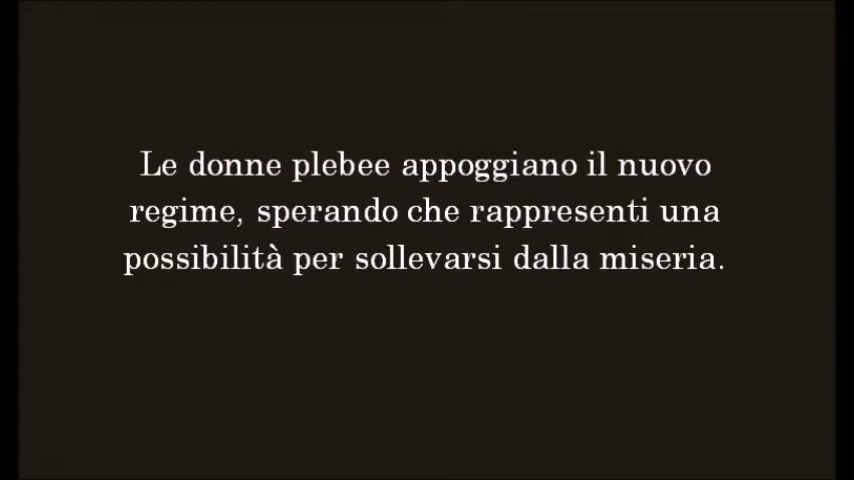 Le donne plebee appoggiano il nuovo
regime, sperando che rappresenti una
possibilità per sollevarsi dalla miseria.